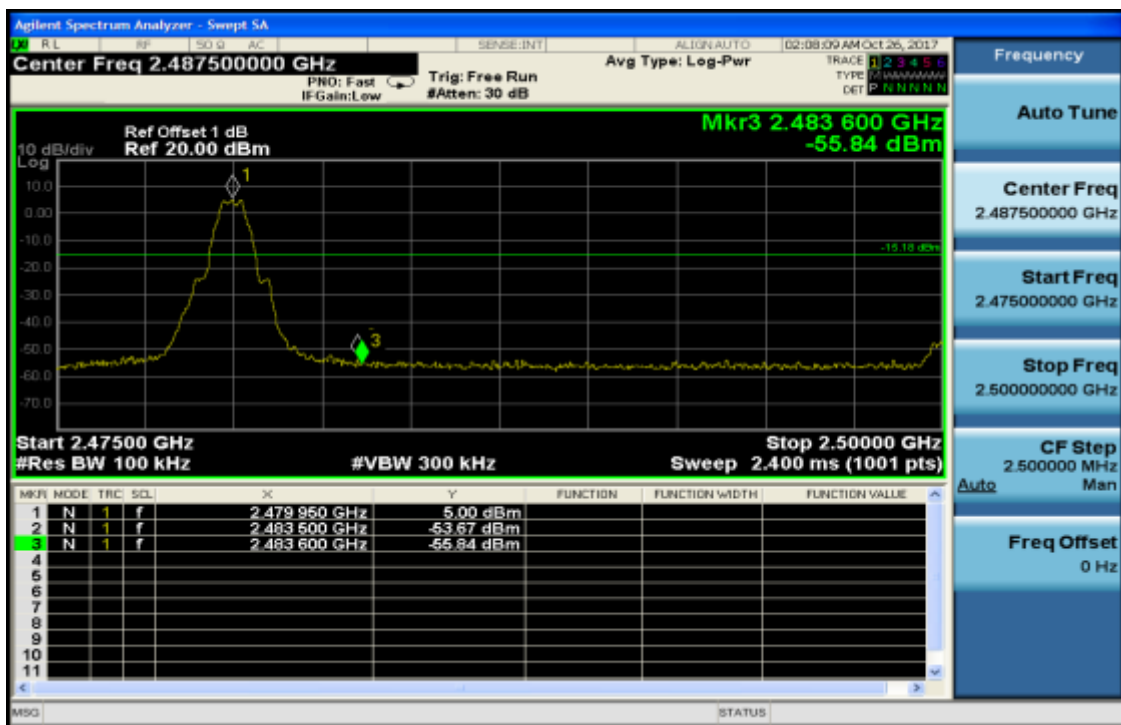 Agilent Spectrum Analyzer - Swept SA
RL RF 50 Ω AC SENSE:INT ALIGN AUTO 02:08:09 AM Oct 26, 2017
Center Freq 2.487500000 GHz
PNO: Fast
IFGain:Low
Trig: Free Run
#Atten: 30 dB
Avg Type: Log-Pwr
TRACE 1 2 3 4 5 6
TYPE M WWWWW
DET P N N N N N
Ref Offset 1 dB
10 dB/div Ref 20.00 dBm
Log
Mkr3 2.483 600 GHz
-55.84 dBm
10.0
0.00
-10.0
-20.0
-30.0
-40.0
-50.0
-60.0
-70.0
1
3
Start 2.47500 GHz Stop 2.50000 GHz
#Res BW 100 kHz #VBW 300 kHz Sweep 2.400 ms (1001 pts)
MKR MODE TRC SCL X Y FUNCTION FUNCTION WIDTH FUNCTION VALUE
1 N 1 f 2.479 950 GHz 5.00 dBm
2 N 1 f 2.483 500 GHz -53.67 dBm
3 N 1 f 2.483 600 GHz -55.84 dBm
4
5
6
7
8
9
10
11
MSG STATUS
Frequency
Auto Tune
Center Freq
2.487500000 GHz
Start Freq
2.475000000 GHz
Stop Freq
2.500000000 GHz
CF Step
2.500000 MHz
Auto Man
Freq Offset
0 Hz